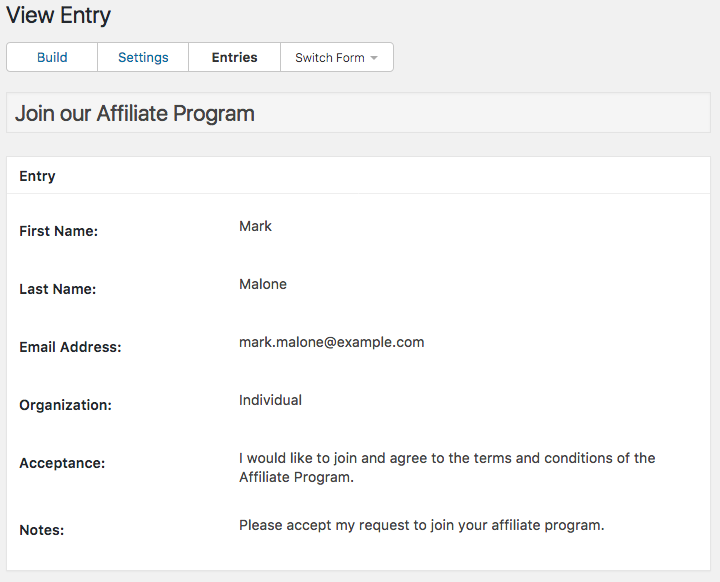 View Entry
Build Settings Entries Switch Form
Join our Affiliate Program
Entry
First Name: Mark
Last Name: Malone
Email Address: mark.malone@example.com
Organization: Individual
Acceptance: I would like to join and agree to the terms and conditions of the
Affiliate Program.
Notes: Please accept my request to join your affiliate program.